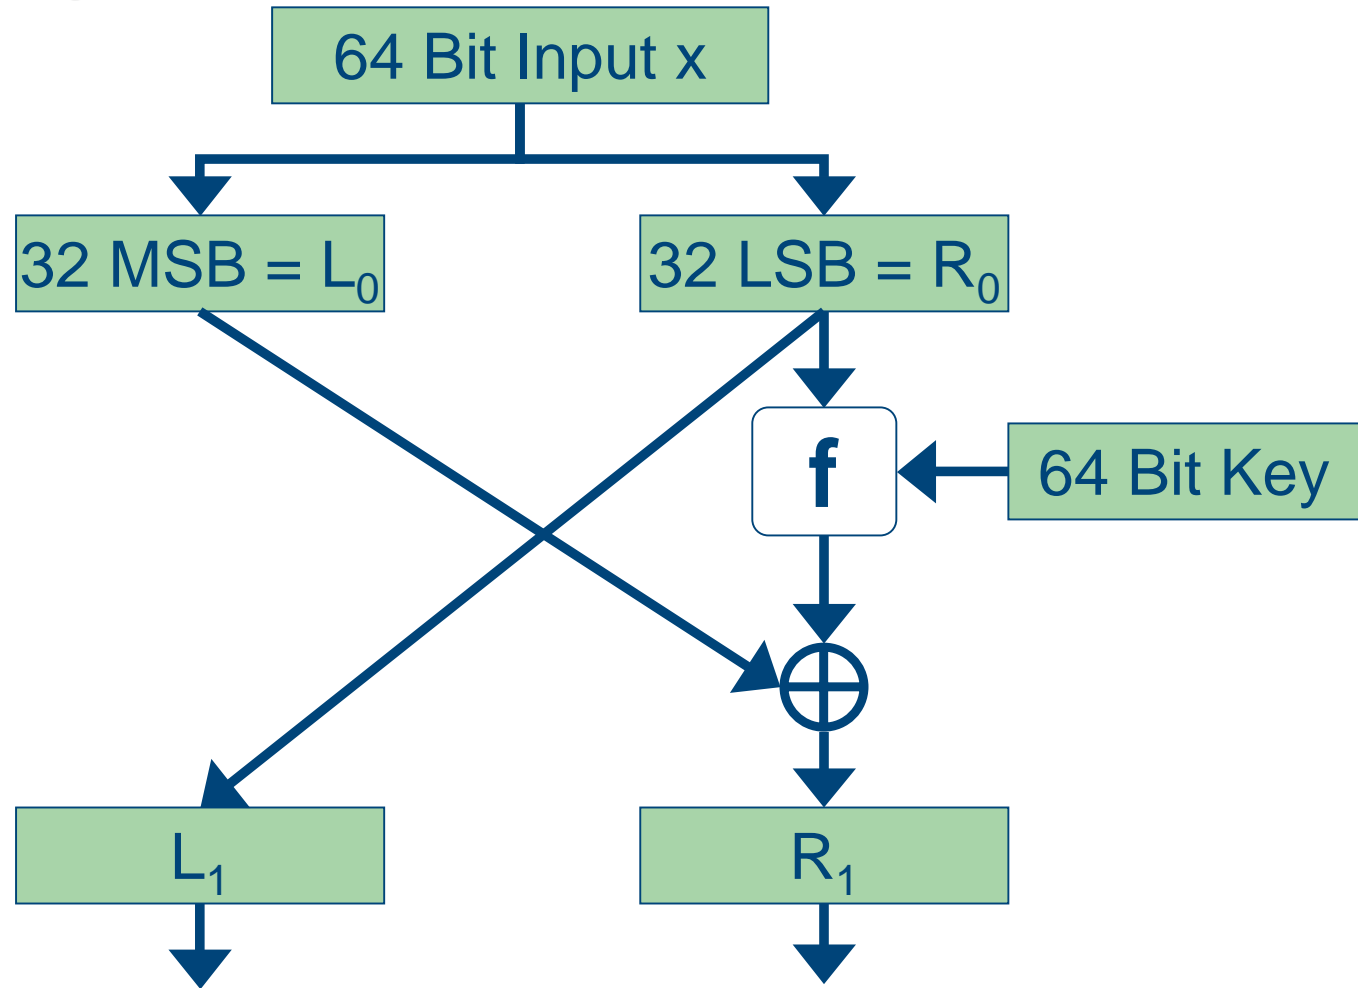 64 Bit Input x
32 MSB = L₀
32 LSB = R₀
f
64 Bit Key
L₁
R₁